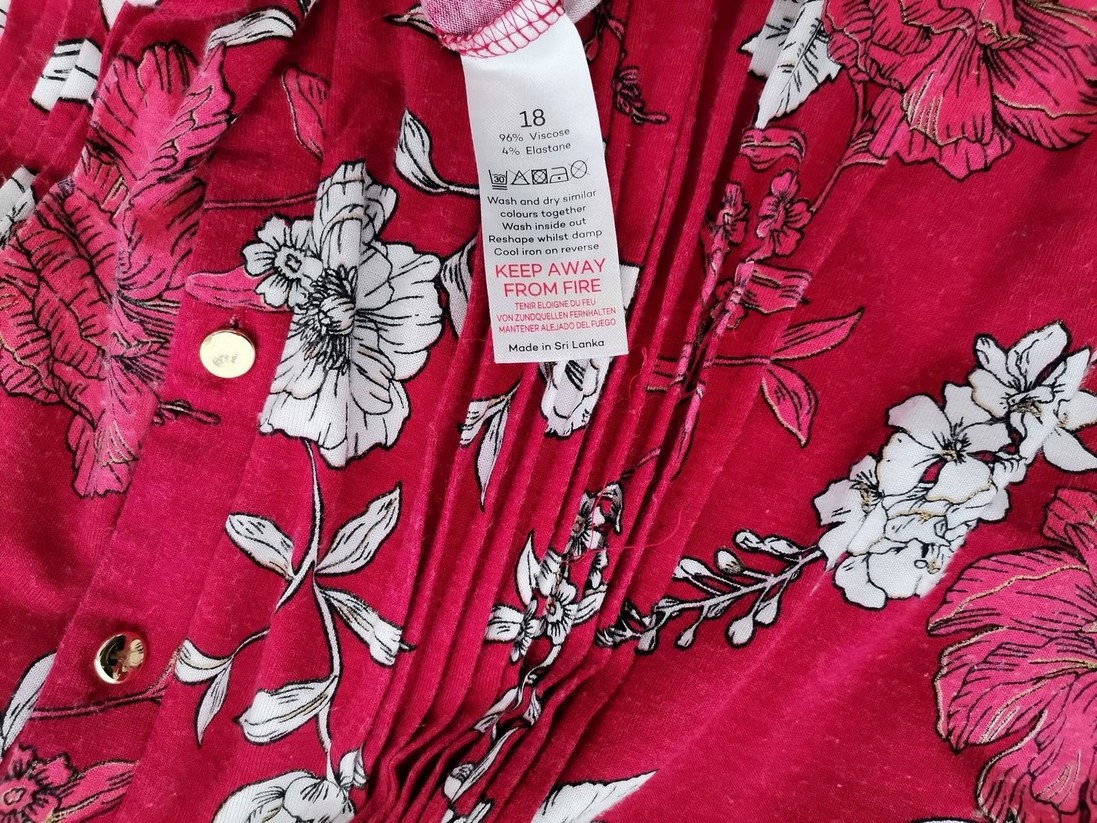 18
96% Viscose
4% Elastane
30
Wash and dry similar
colours together
Wash inside out
Reshape whilst damp
Cool iron on reverse
KEEP AWAY
FROM FIRE
TENIR ELOIGNE DU FEU
VON ZUNDQUELLEN FERNHALTEN
MANTENER ALEJADO DEL FUEGO
Made in Sri Lanka